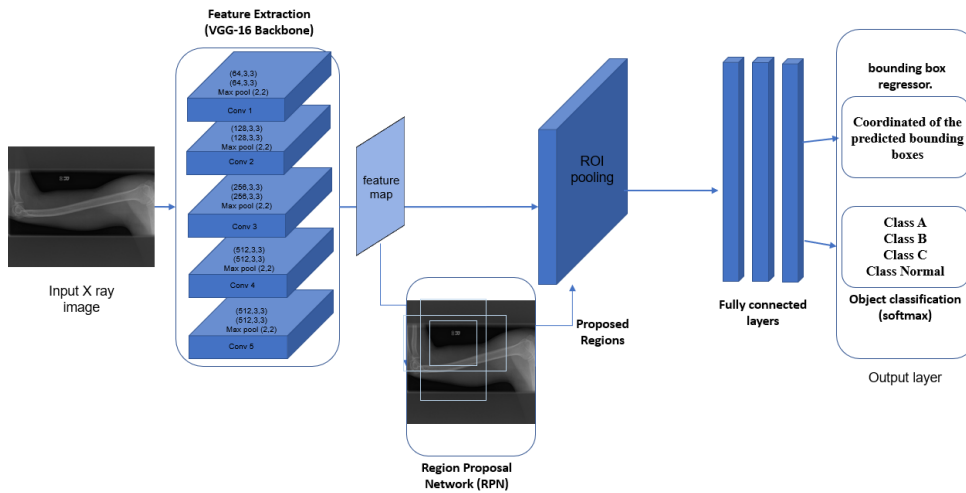 Feature Extraction
(VGG-16 Backbone)
(64,3,3)
(64,3,3)
Max pool (2,2)
Conv 1
(128,3,3)
(128,3,3)
Max pool (2,2)
Conv 2
(256,3,3)
(256,3,3)
Max pool (2,2)
Conv 3
(512,3,3)
(512,3,3)
Max pool (2,2)
Conv 4
(512,3,3)
(512,3,3)
Max pool (2,2)
Conv 5
Input X ray
image
feature
map
Region Proposal
Network (RPN)
Proposed
Regions
ROI
pooling
Fully connected
layers
bounding box
regressor.
Coordinated of the
predicted bounding
boxes
Class A
Class B
Class C
Class Normal
Object classification
(softmax)
Output layer